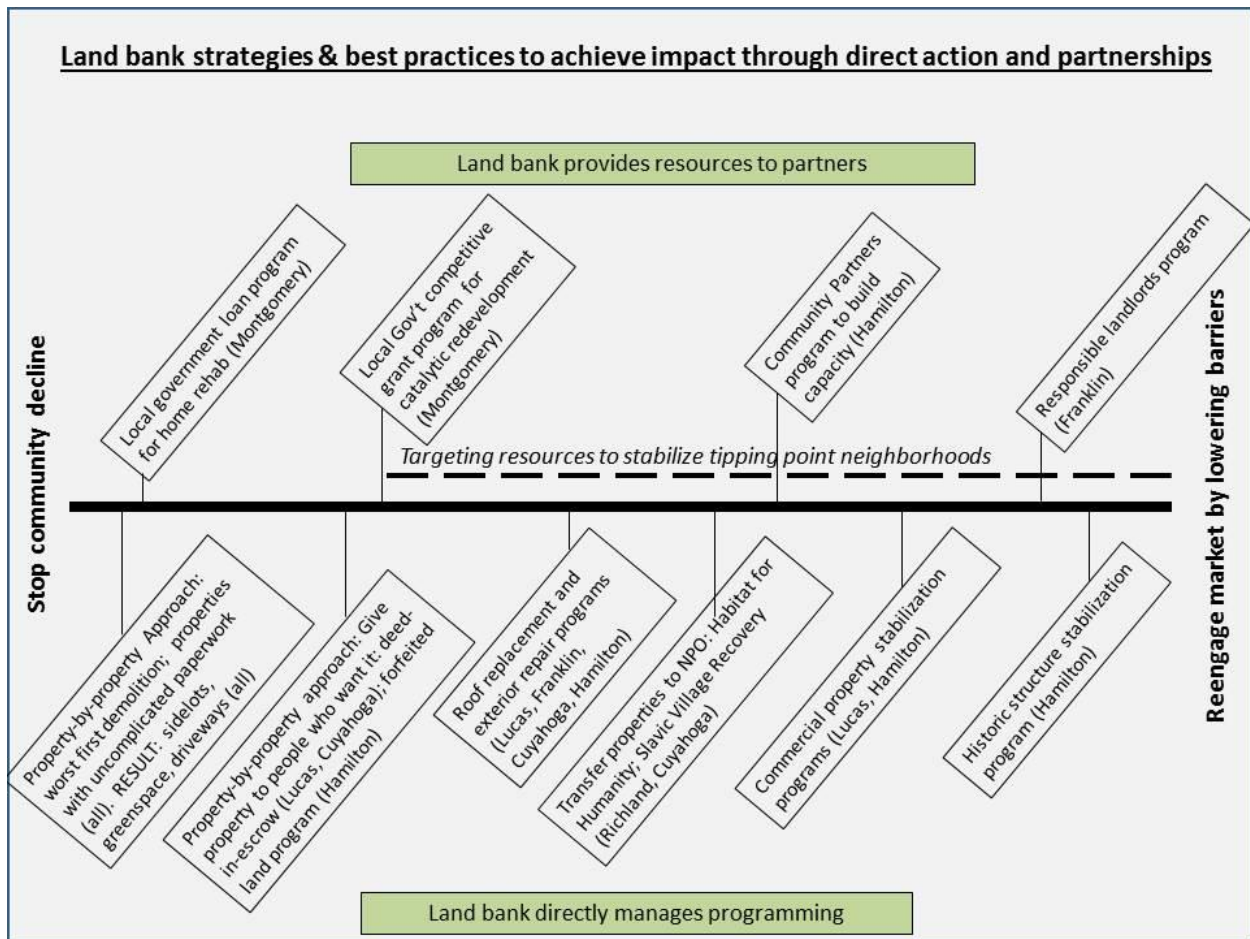 Land bank strategies & best practices to achieve impact through direct action and partnerships
Land bank provides resources to partners
Local government loan program
for home rehab (Montgomery)
Local Gov't competitive
grant program for
catalytic redevelopment
(Montgomery)
Community Partners
program to build
capacity (Hamilton)
Responsible landlords program
(Franklin)
Stop community decline
Targeting resources to stabilize tipping point neighborhoods
Reengage market by lowering barriers
Property-by-property Approach:
worst first demolition; properties
with uncomplicated paperwork
(all). RESULT: sidelots,
greenspace, driveways (all)
Property-by-property approach: Give
property to people who want it: deed-
in-escrow (Lucas, Cuyahoga); forfeited
land program (Hamilton)
Roof replacement and
exterior repair programs
(Lucas, Franklin,
Cuyahoga, Hamilton)
Transfer properties to NPO: Habitat for
Humanity; Slavic Village Recovery
(Richland, Cuyahoga)
Commercial property stabilization
programs (Lucas, Hamilton)
Historic structure stabilization
program (Hamilton)
Land bank directly manages programming